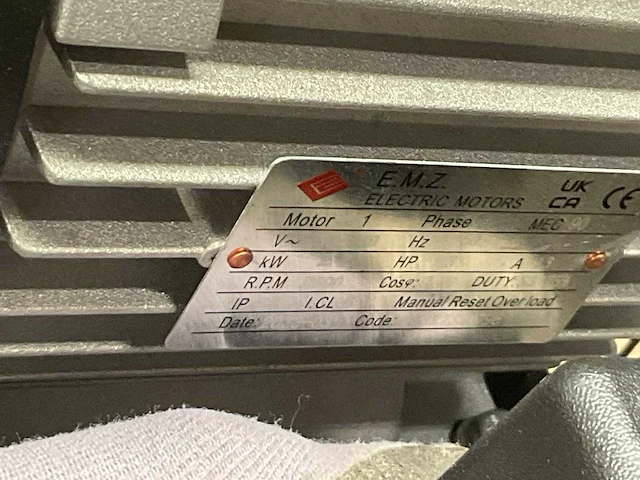 E.M.Z.
ELECTRIC MOTORS
UK
CA CE
Motor 1 Phase MEC 90
V~ Hz
kW HP A
R.P.M Cosφ: DUTY
IP I.CL Manual Reset Overload
Date: Code: